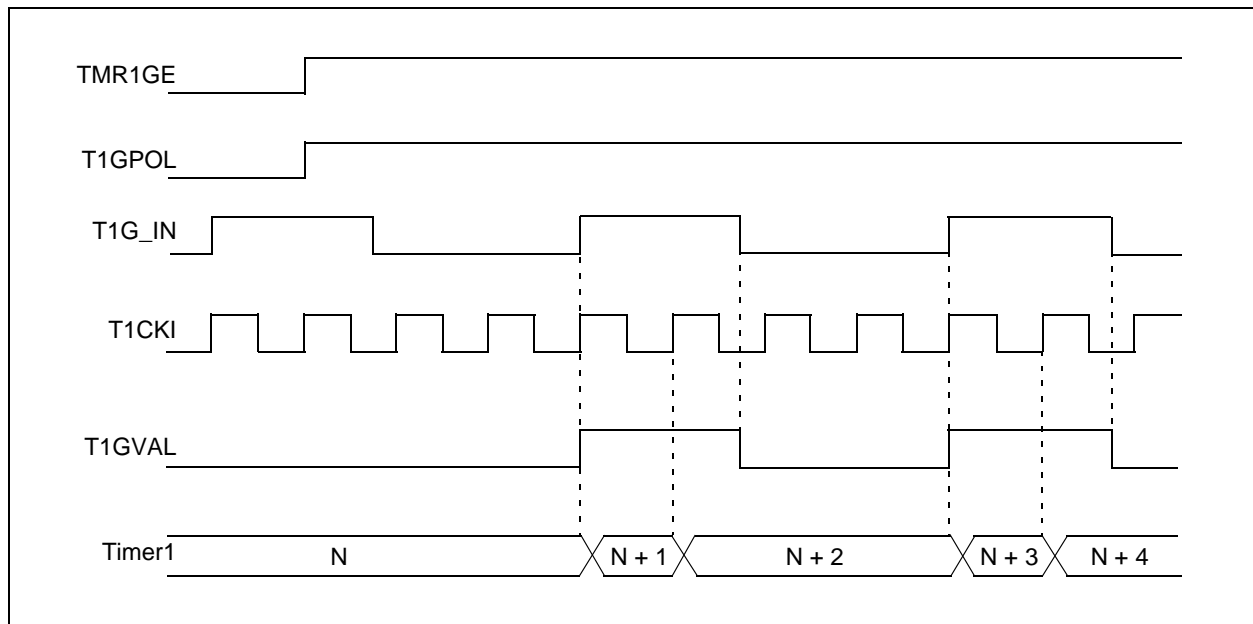 TMR1GE
T1GPOL
T1G_IN
T1CKI
T1GVAL
Timer1 N N + 1 N + 2 N + 3 N + 4